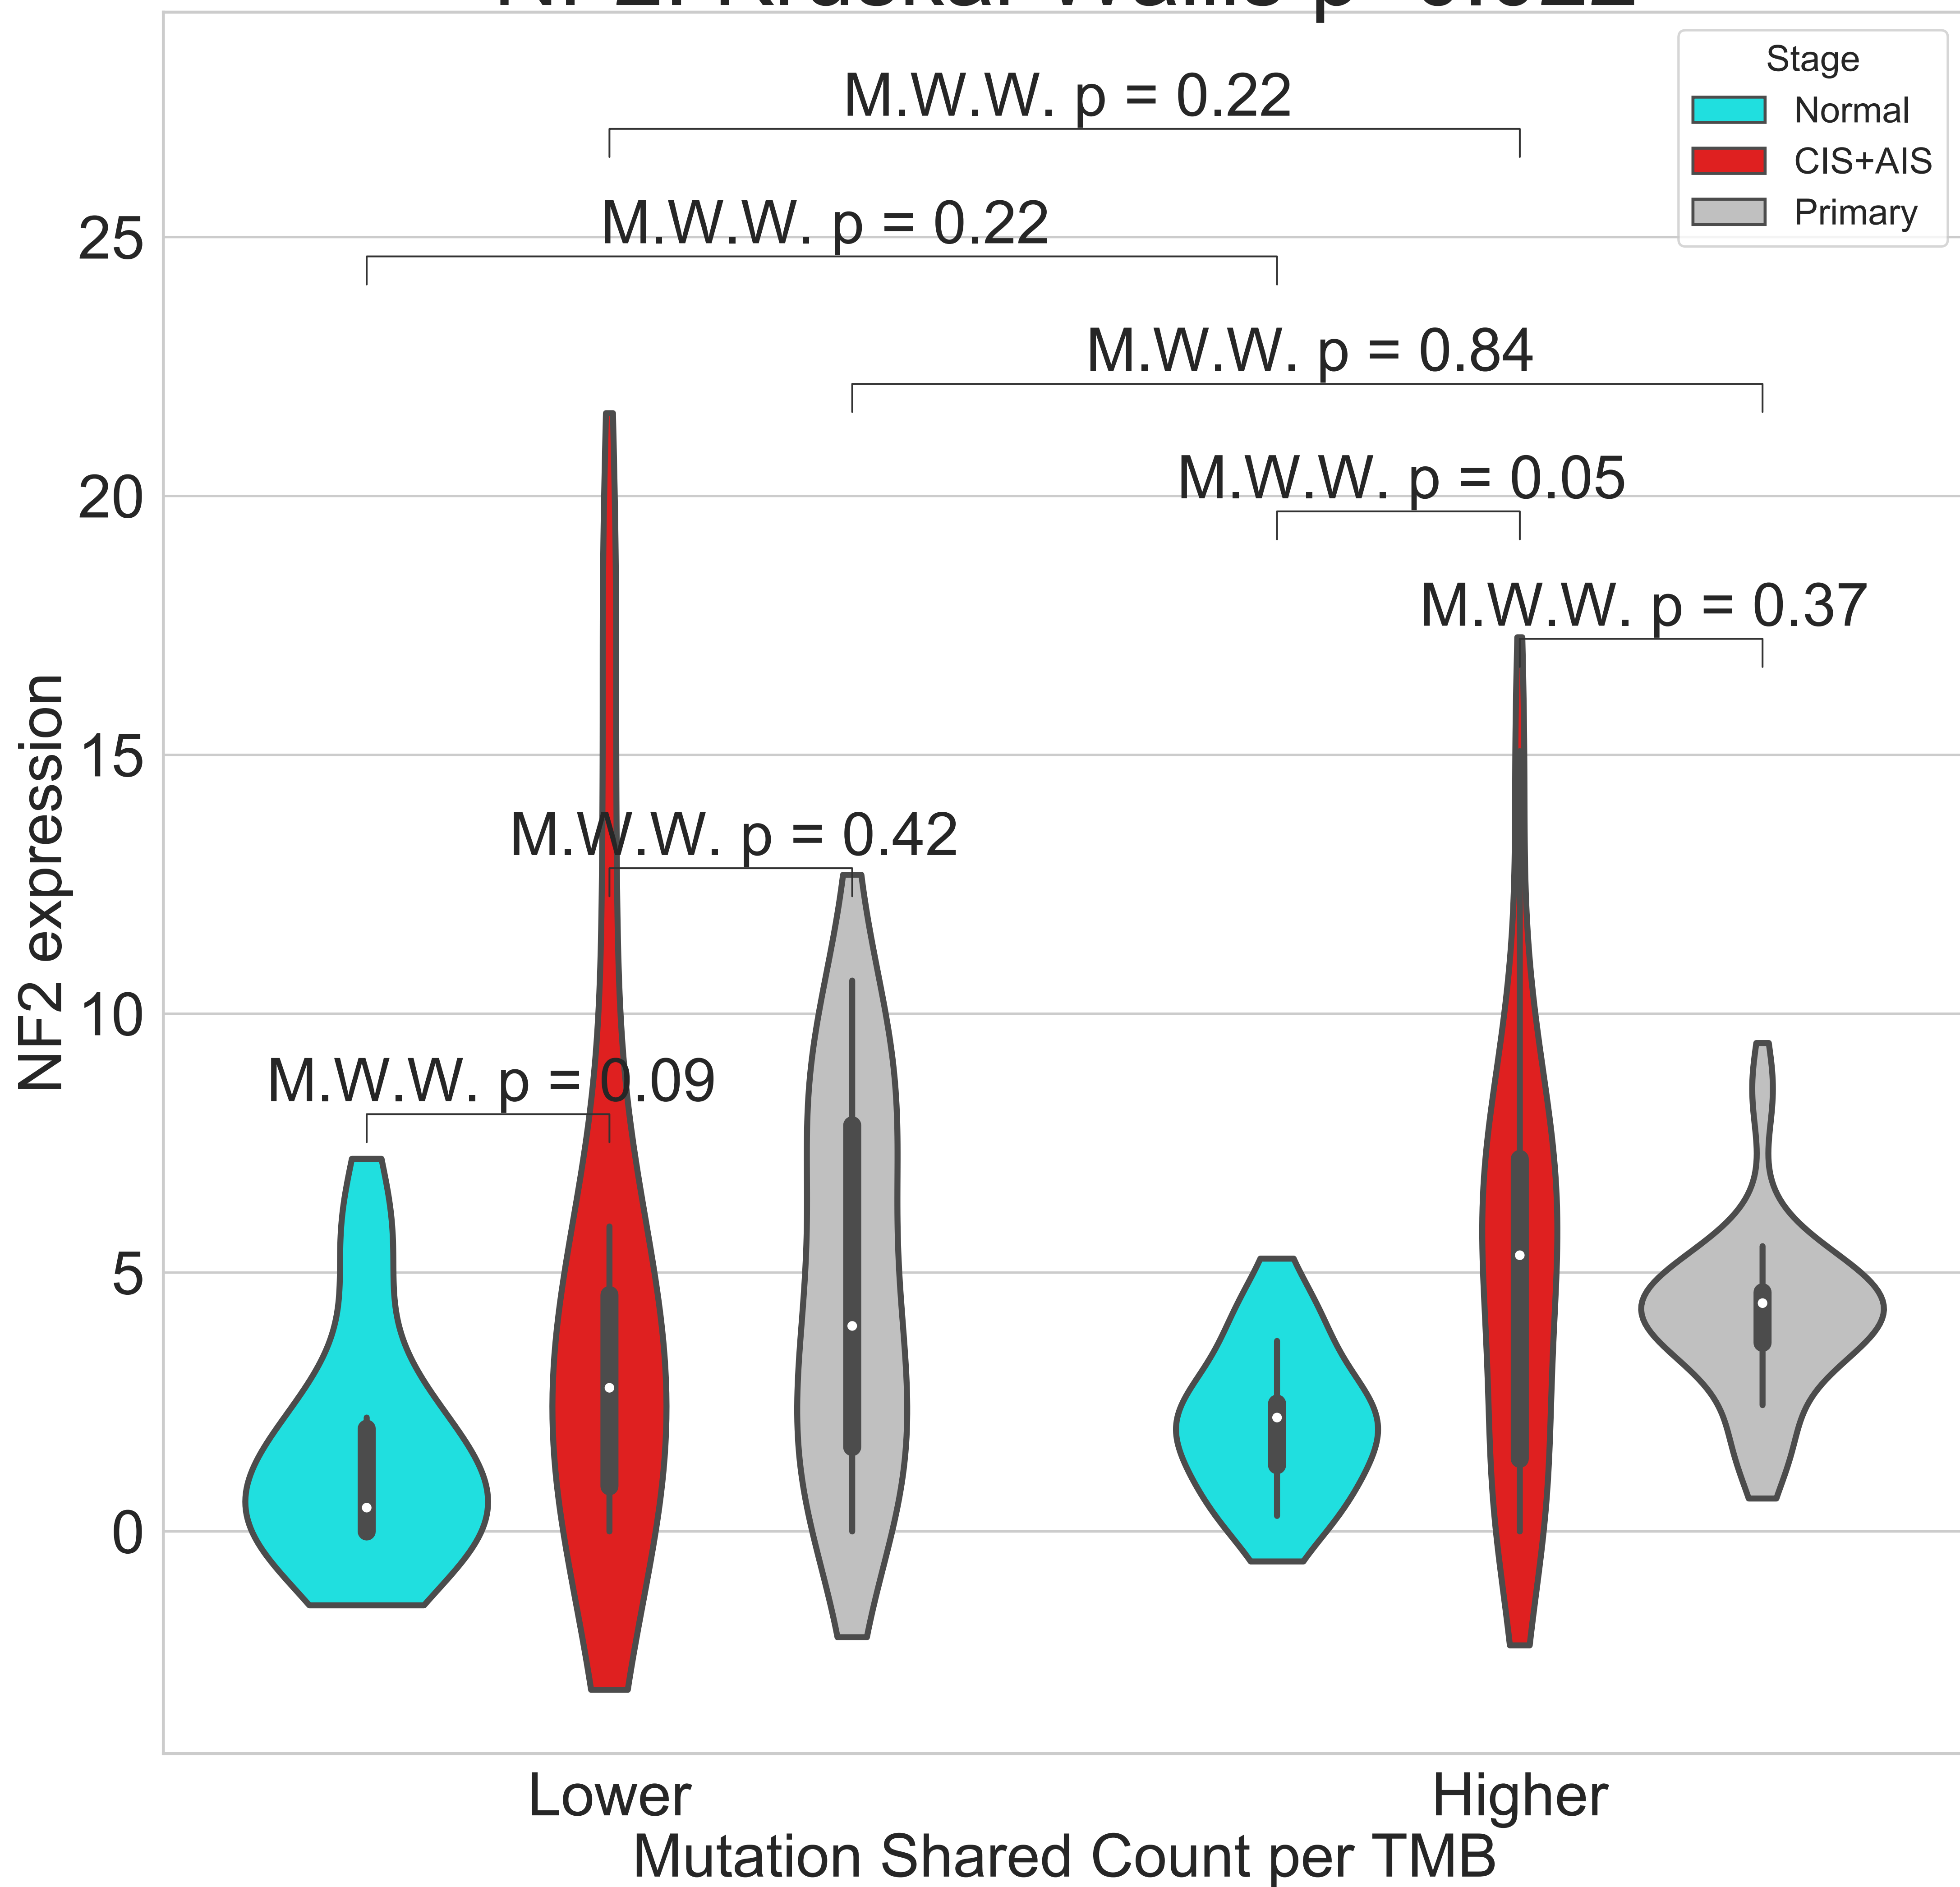 Stage
Normal
CIS+AIS
Primary
M.W.W. p = 0.22
M.W.W. p = 0.22
M.W.W. p = 0.84
M.W.W. p = 0.05
M.W.W. p = 0.37
M.W.W. p = 0.42
M.W.W. p = 0.09
25
20
15
10
5
0
NF2 expression
Lower
Higher
Mutation Shared Count per TMB